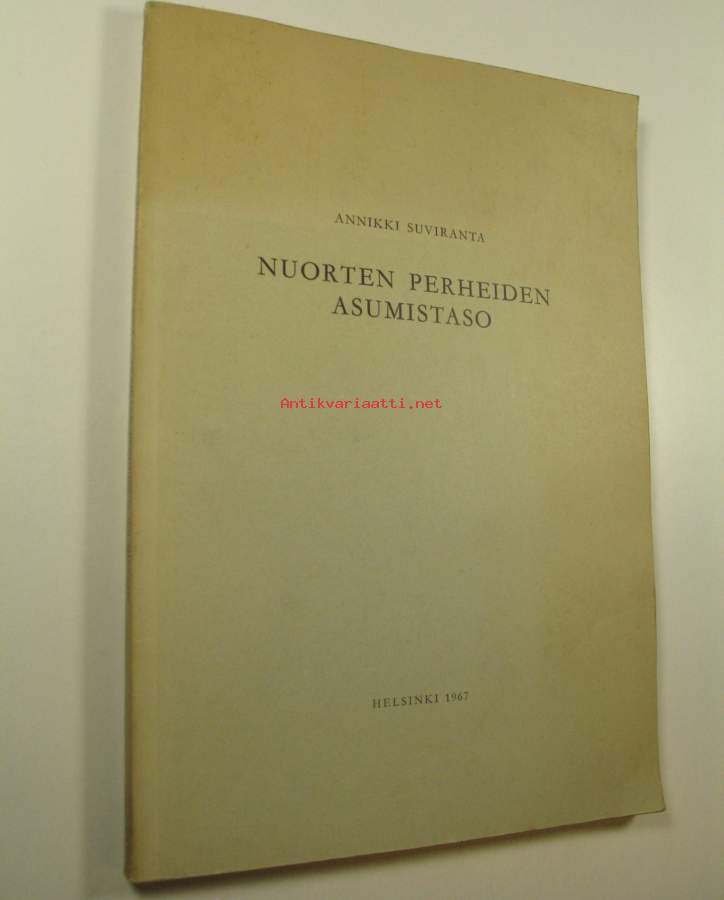 ANNIKKI SUVIRANTA
NUORTEN PERHEIDEN
ASUMISTASO
Antikvariaatti.net
HELSINKI 1967